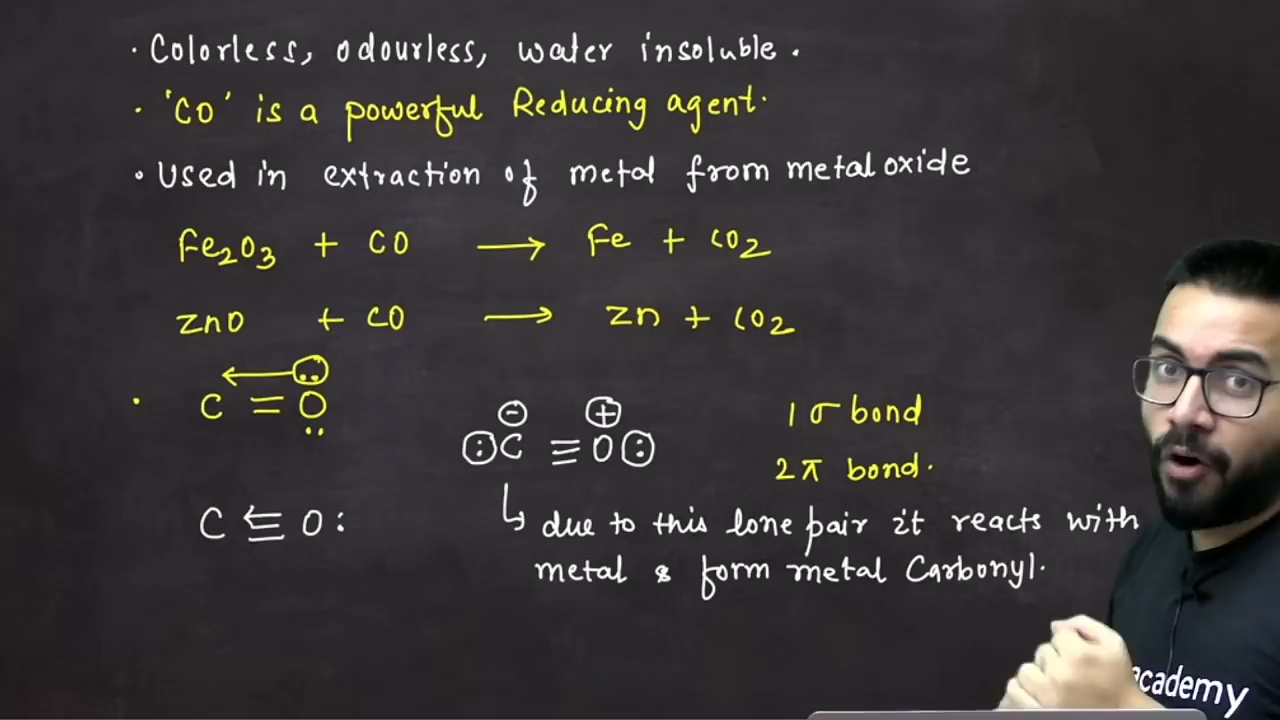 · Colorless, odourless, water insoluble.
· 'CO' is a powerful Reducing agent.
· Used in extraction of metal from metal oxide
Fe₂O₃ + CO ⟶ Fe + CO₂
ZnO + CO ⟶ Zn + CO₂
· C = O
:C ≡ O:
⊖ ⊕
1 σ bond
2 π bond.
C ⇚ O:
↳ due to this lone pair it reacts with
metal & form metal Carbonyl.
academy